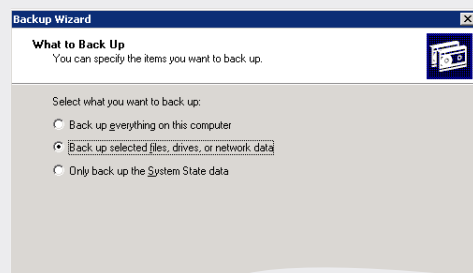 Backup Wizard
What to Back Up
You can specify the items you want to back up.
Select what you want to back up:
Back up everything on this computer
Back up selected files, drives, or network data
Only back up the System State data